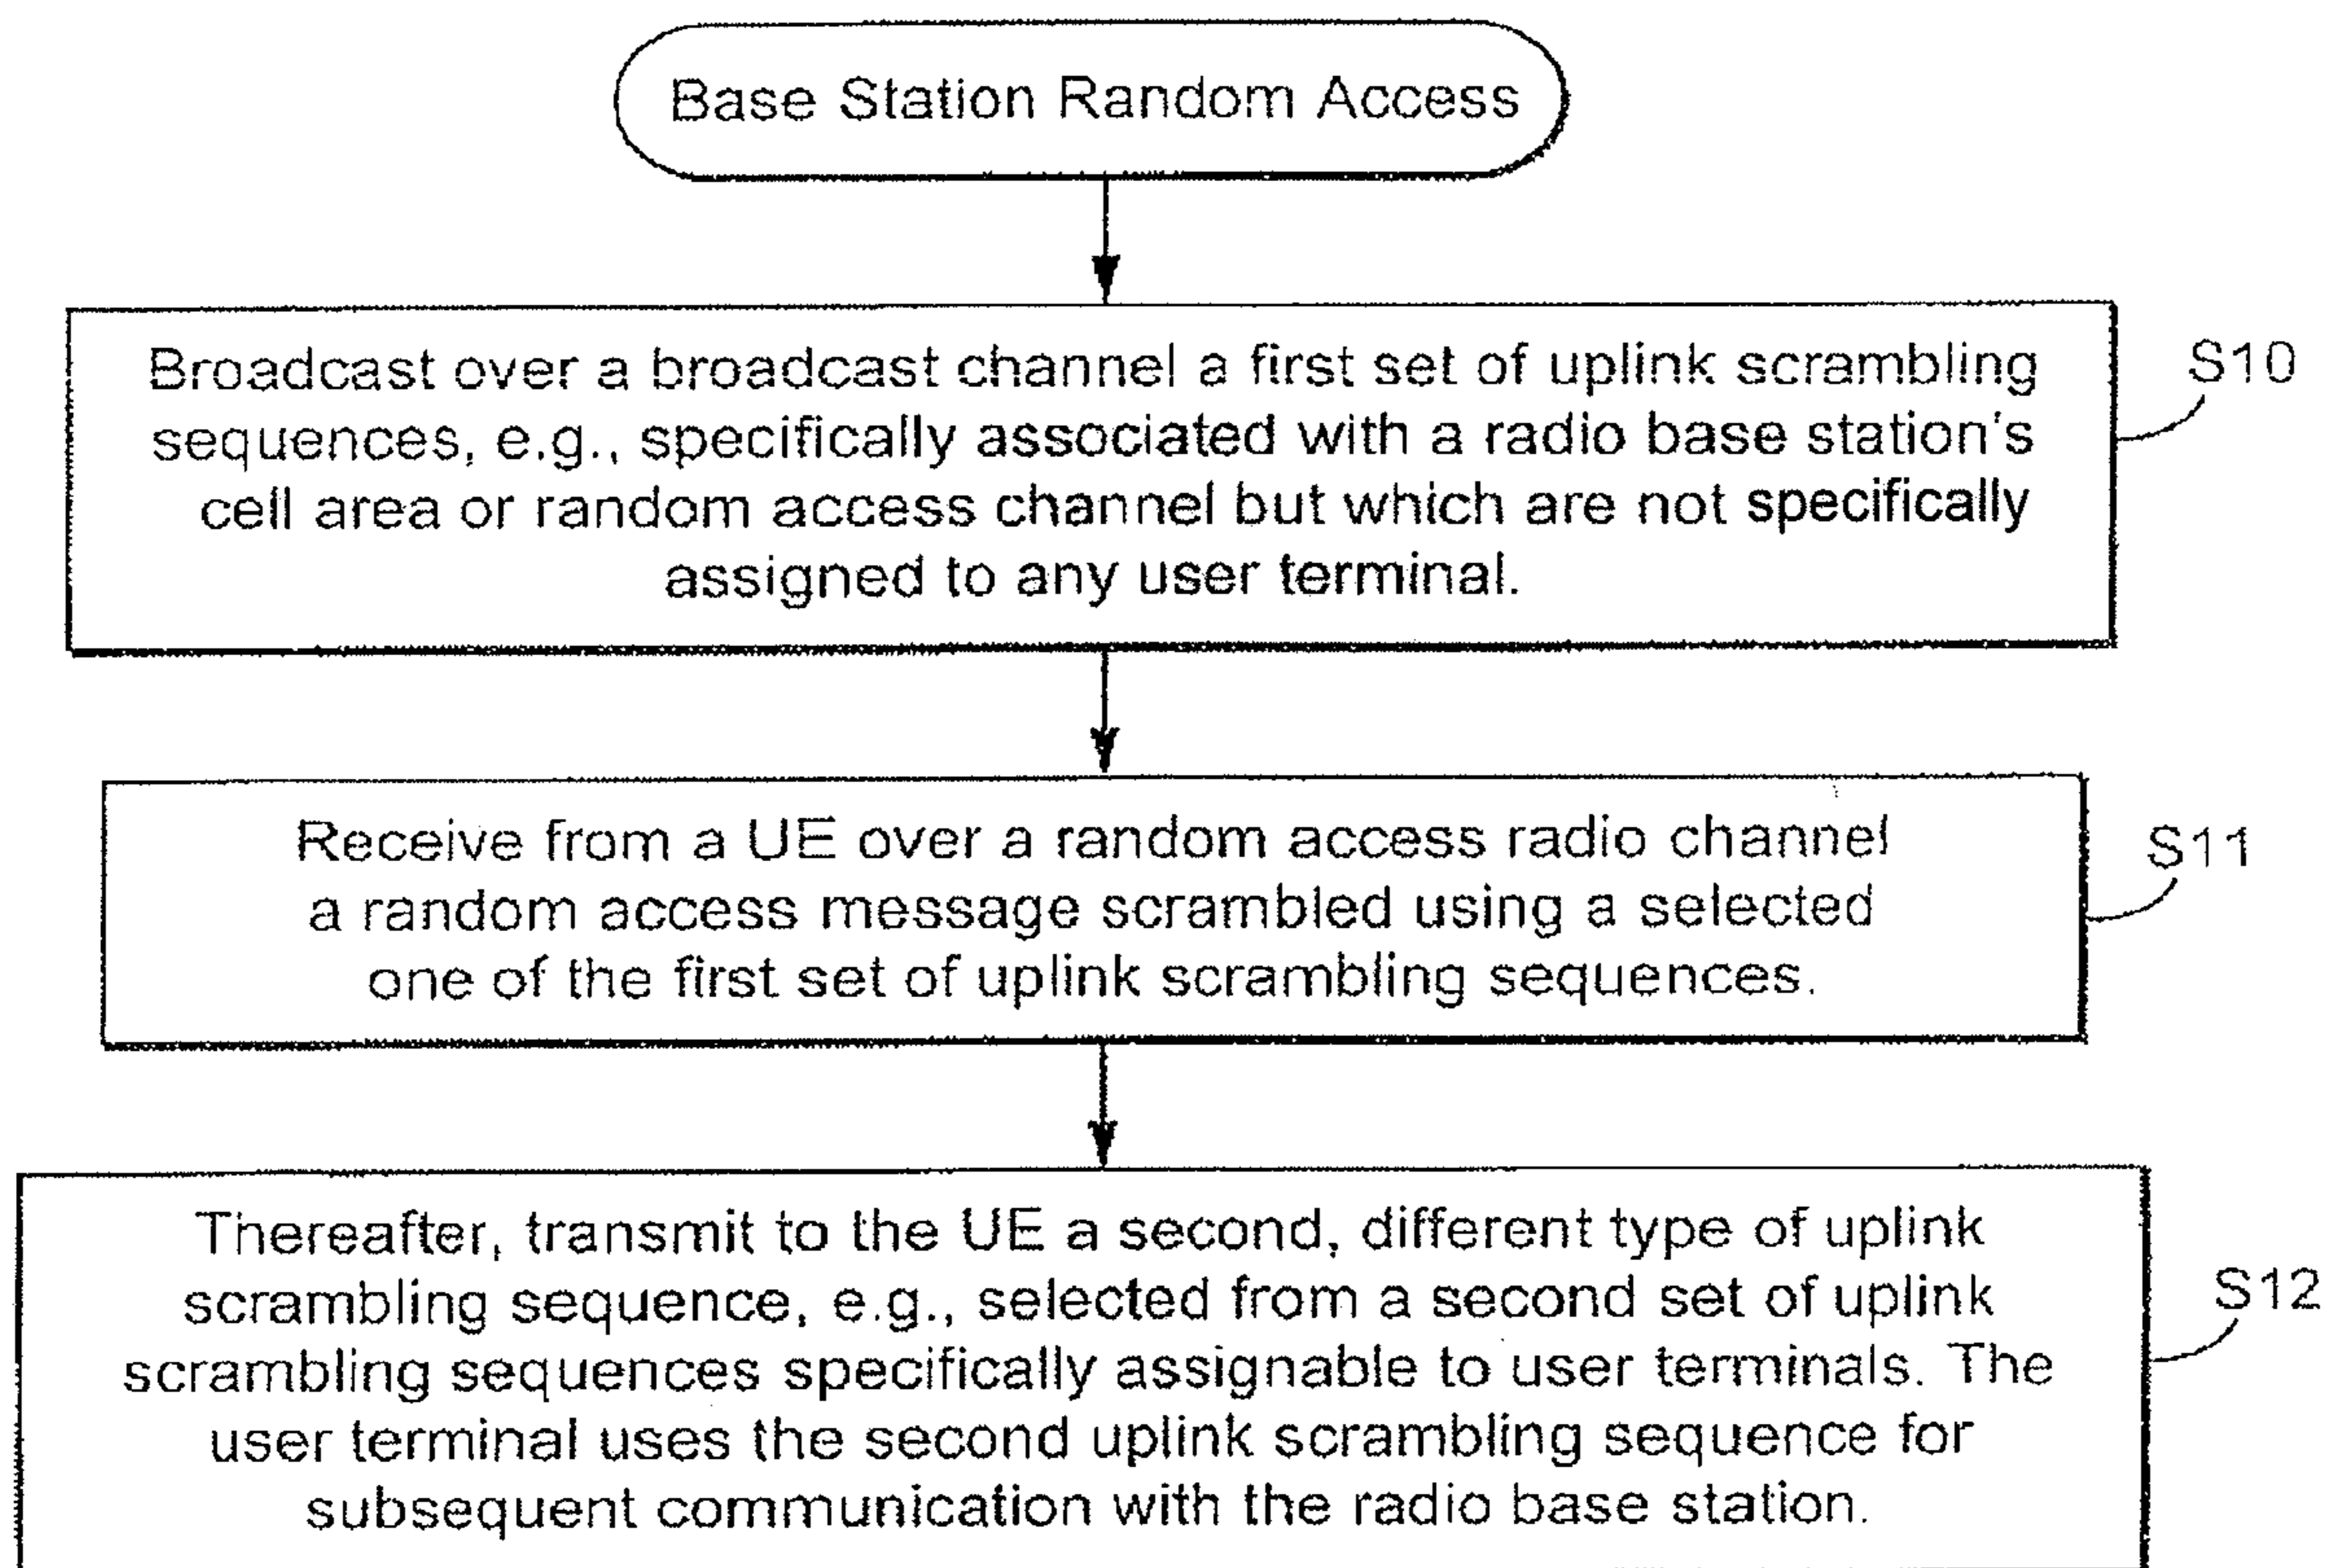 Base Station Random Access
Broadcast over a broadcast channel a first set of uplink scrambling
sequences, e.g., specifically associated with a radio base station's
cell area or random access channel but which are not specifically
assigned to any user terminal.
S10
Receive from a UE over a random access radio channel
a random access message scrambled using a selected
one of the first set of uplink scrambling sequences.
S11
Thereafter, transmit to the UE a second, different type of uplink
scrambling sequence, e.g., selected from a second set of uplink
scrambling sequences specifically assignable to user terminals. The
user terminal uses the second uplink scrambling sequence for
subsequent communication with the radio base station.
S12